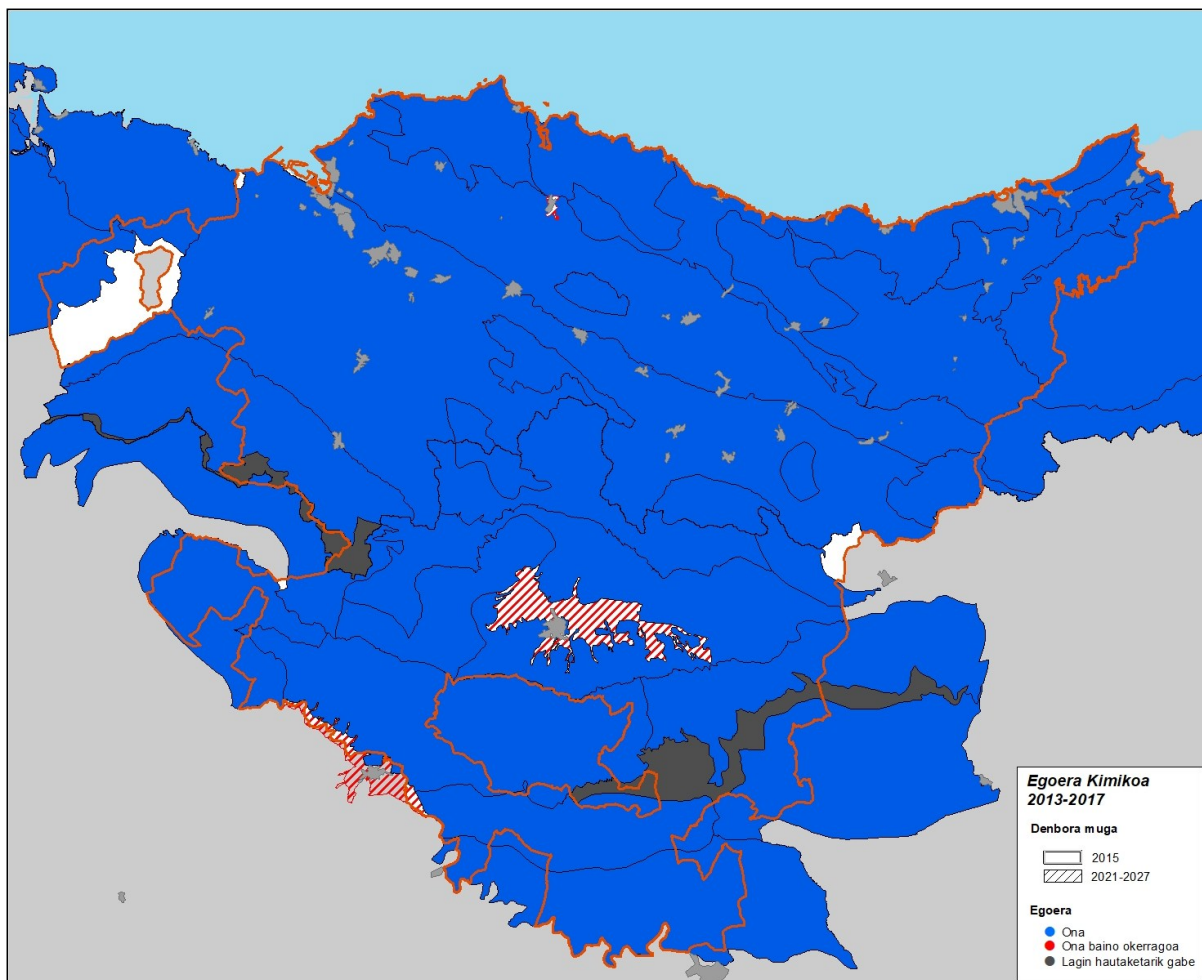 Egoera Kimikoa
2013-2017
Denbora muga
2015
2021-2027
Egoera
Ona
Ona baino okerragoa
Lagin hautaketarik gabe